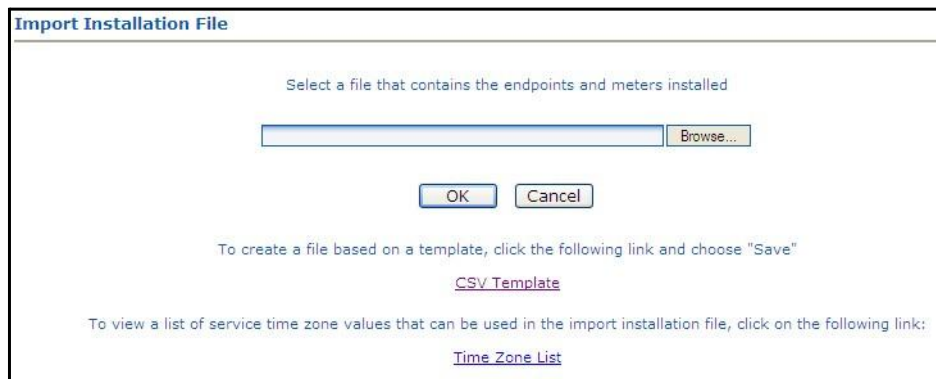 Import Installation File
Select a file that contains the endpoints and meters installed
Browse...
OK Cancel
To create a file based on a template, click the following link and choose "Save"
CSV Template
To view a list of service time zone values that can be used in the import installation file, click on the following link:
Time Zone List